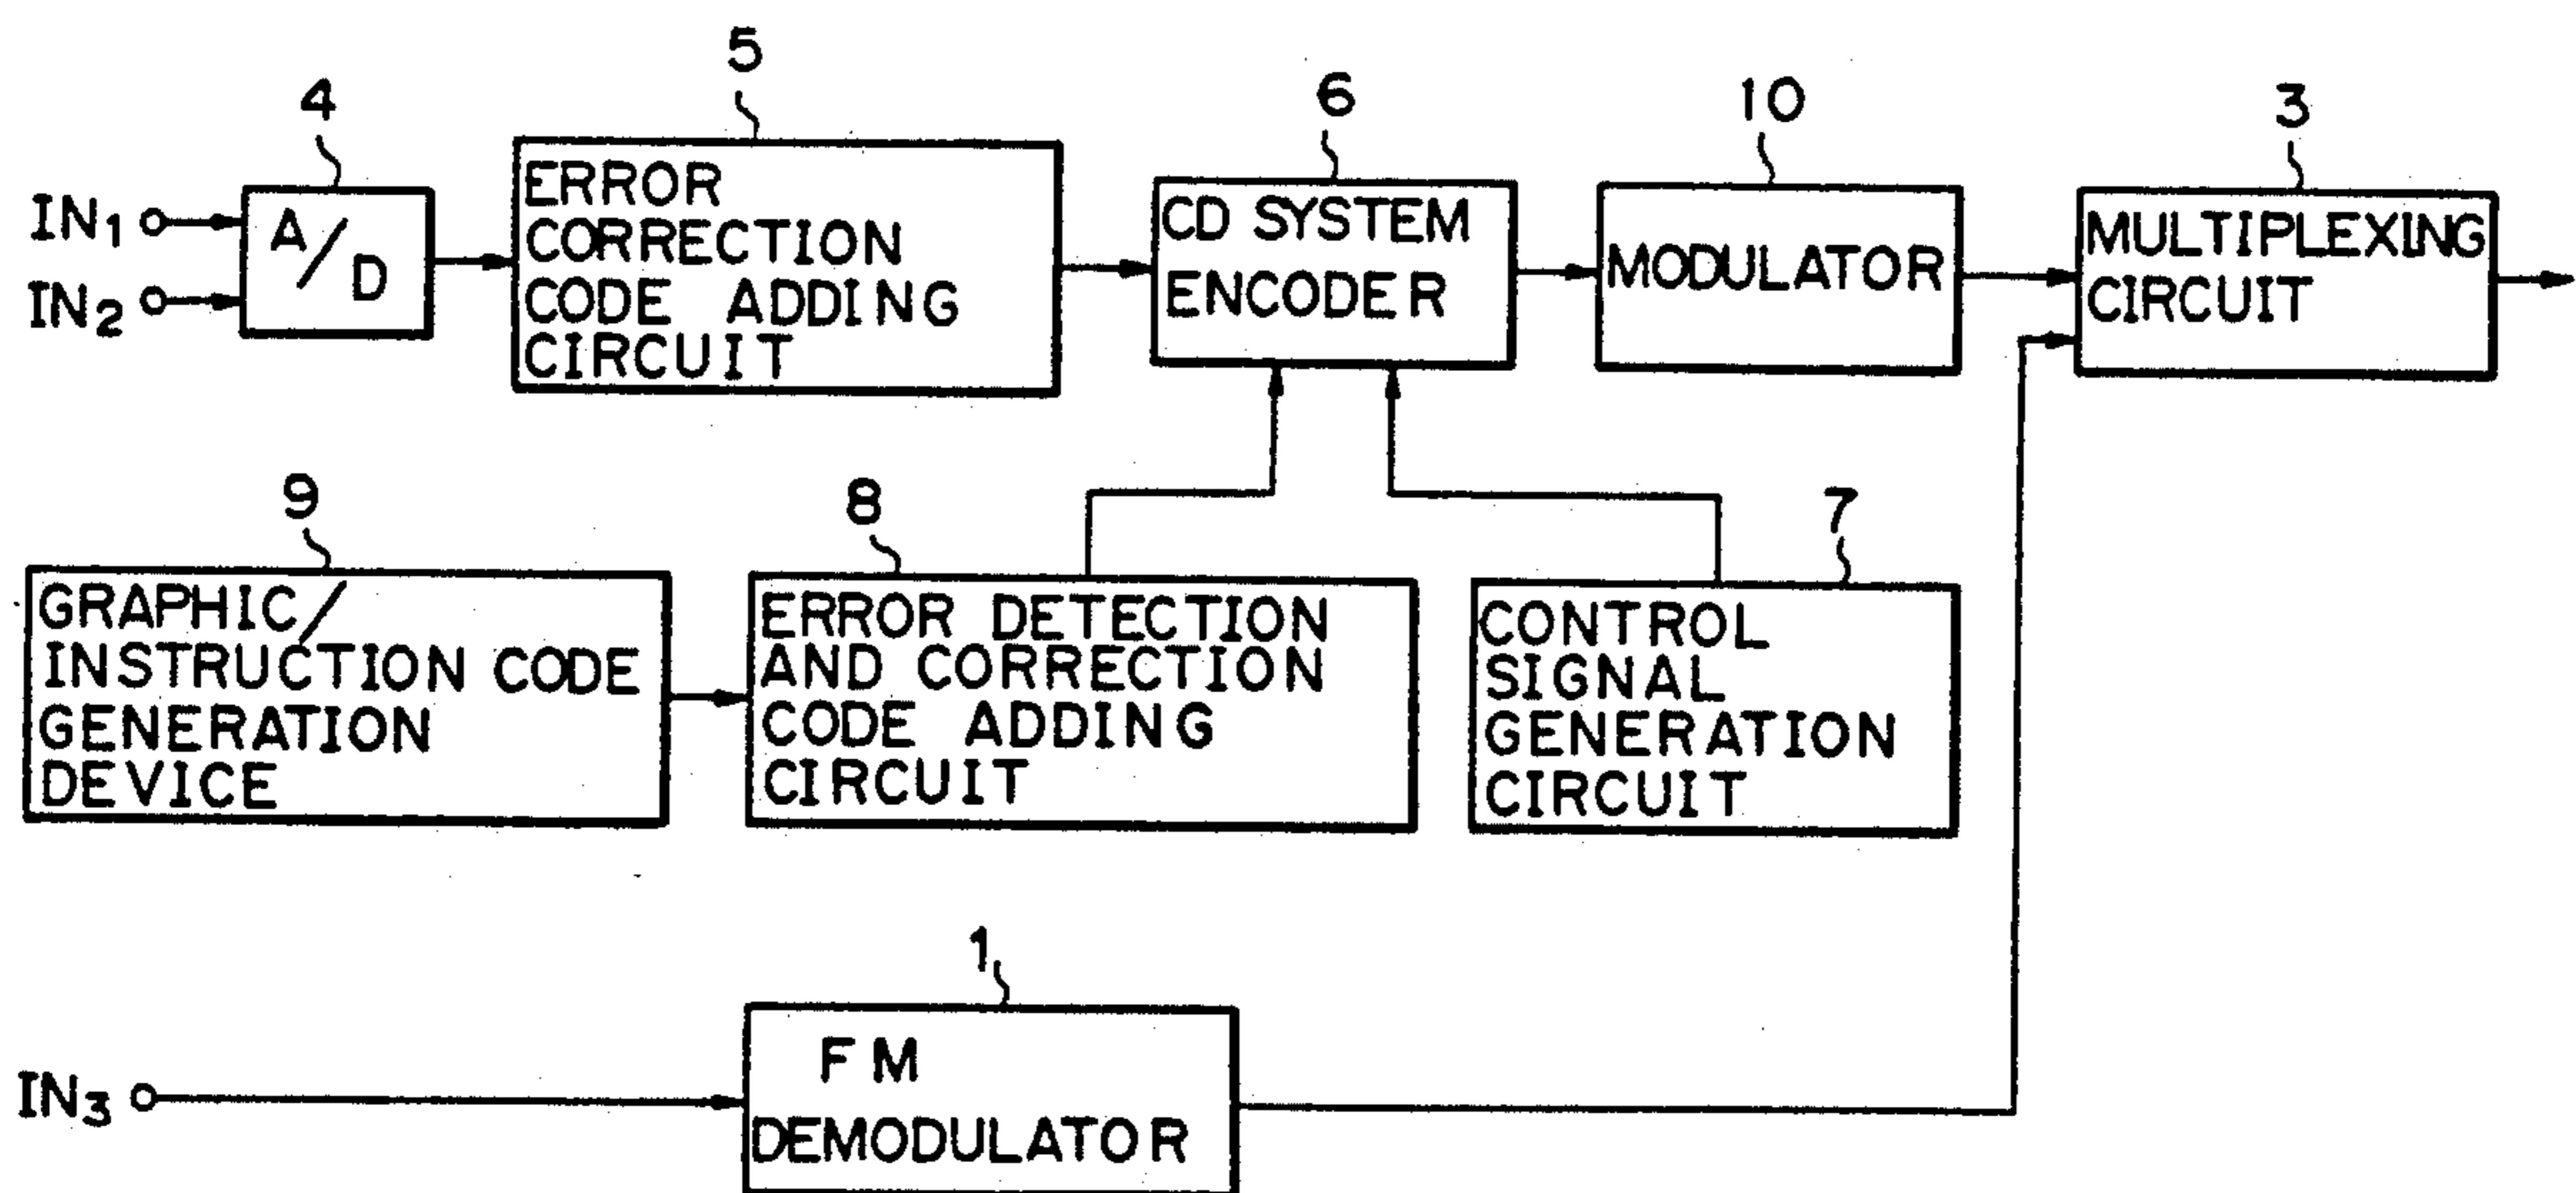 5
4
6
10
3
IN1
IN2
A/D
ERROR
CORRECTION
CODE ADDING
CIRCUIT
CD SYSTEM
ENCODER
MODULATOR
MULTIPLEXING
CIRCUIT
9
8
7
GRAPHIC/
INSTRUCTION CODE
GENERATION
DEVICE
ERROR DETECTION
AND CORRECTION
CODE ADDING
CIRCUIT
CONTROL
SIGNAL
GENERATION
CIRCUIT
1
IN3
FM
DEMODULATOR